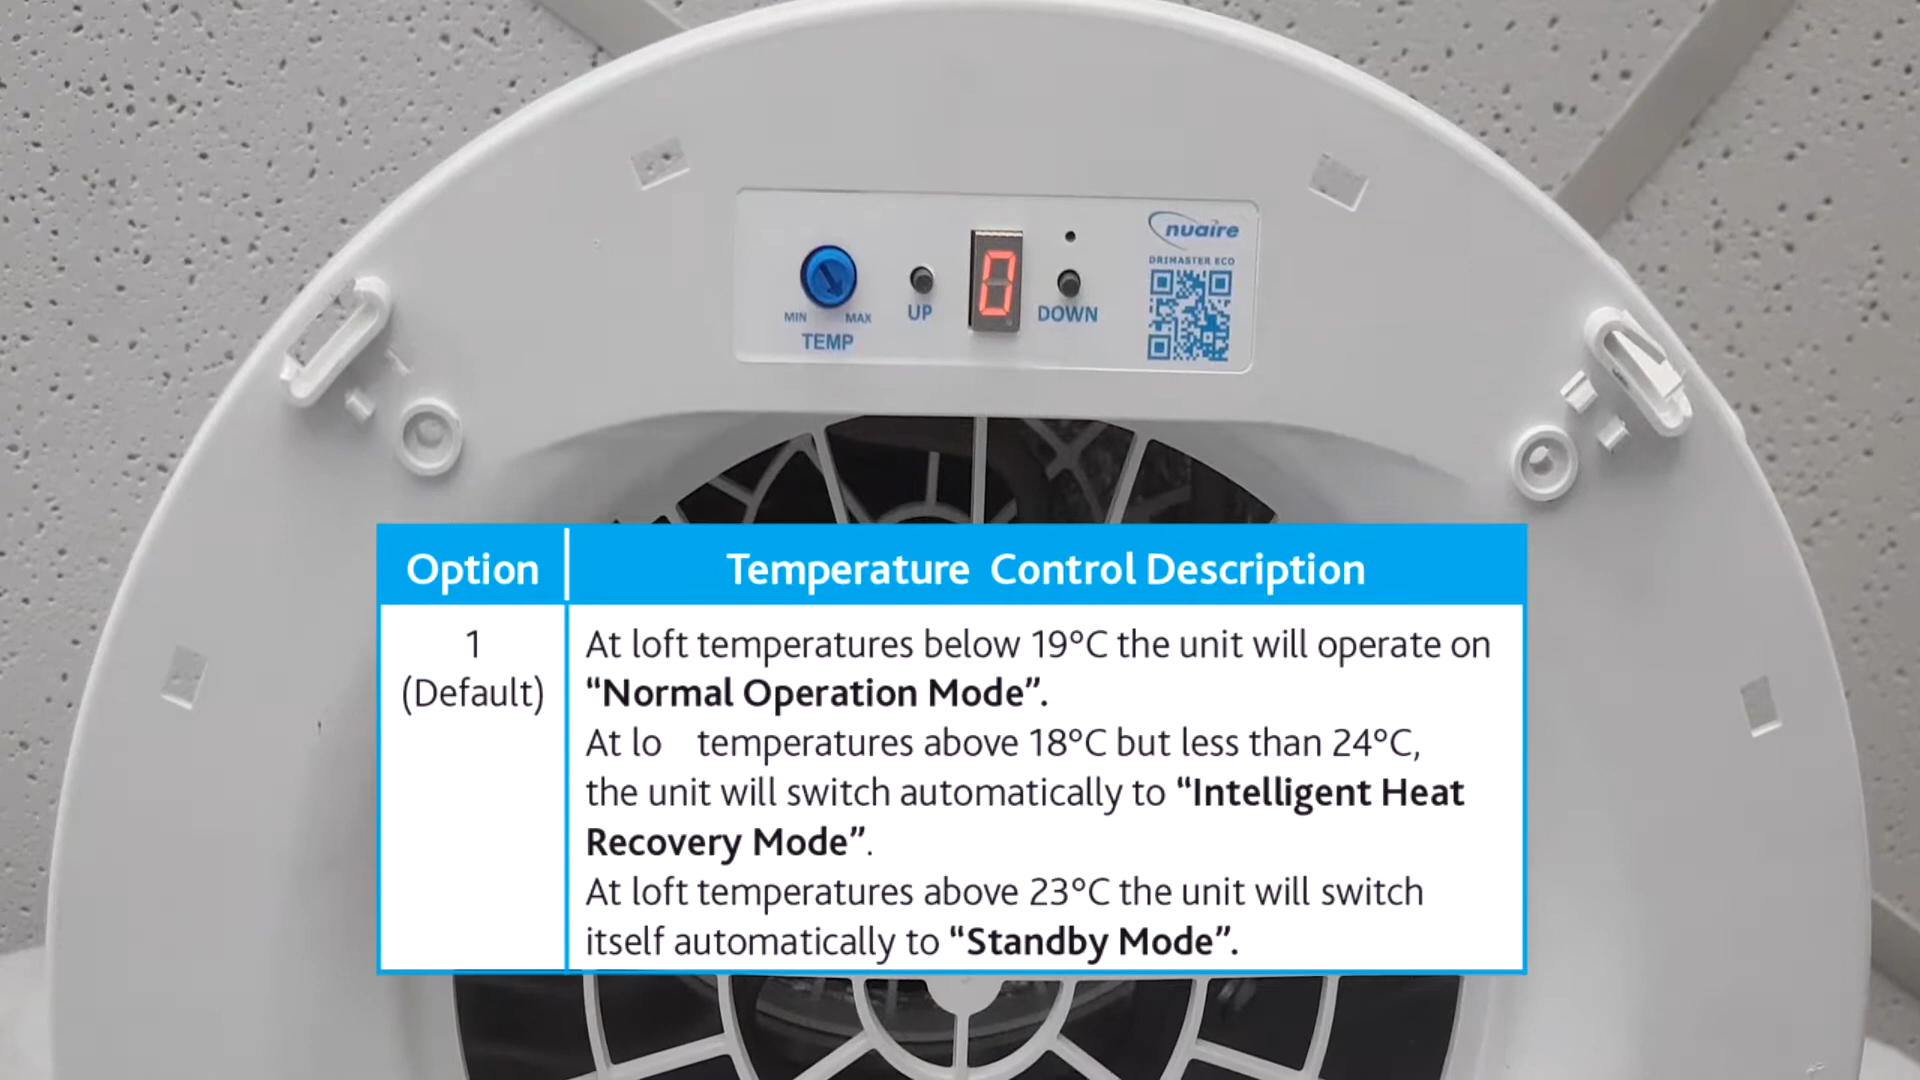 nuaire
DRIMASTER ECO
0
MIN MAX
TEMP
UP
DOWN
Option Temperature Control Description
1
(Default)
At loft temperatures below 19°C the unit will operate on
“Normal Operation Mode”.
At lo temperatures above 18°C but less than 24°C,
the unit will switch automatically to “Intelligent Heat
Recovery Mode”.
At loft temperatures above 23°C the unit will switch
itself automatically to “Standby Mode”.